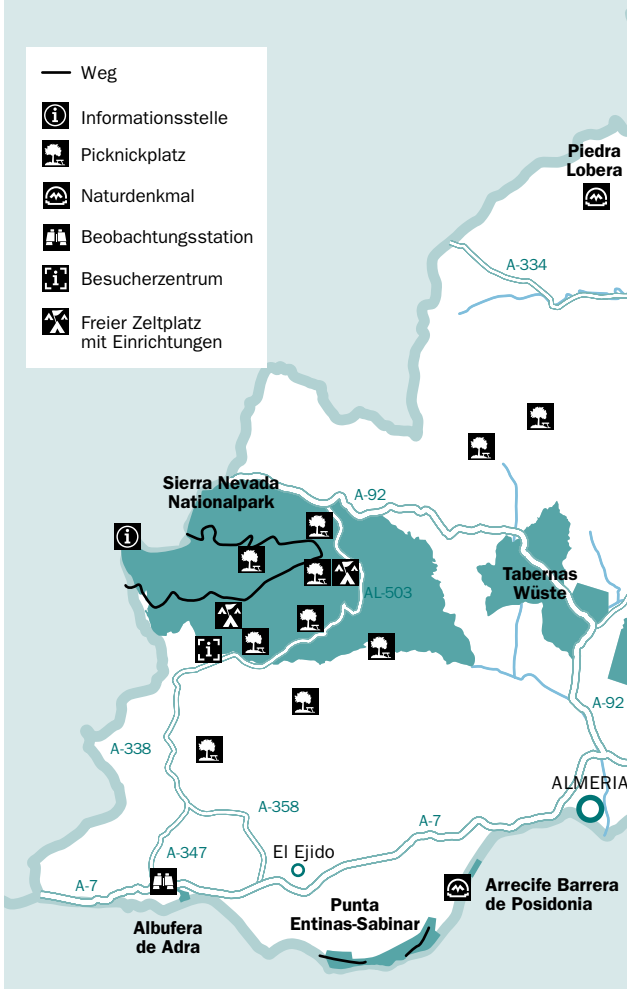 Weg
Informationsstelle
Picknickplatz
Naturdenkmal
Beobachtungsstation
Besucherzentrum
Freier Zeltplatz
mit Einrichtungen
Piedra
Lobera
A-334
Sierra Nevada
Nationalpark
A-92
Tabernas
Wüste
AL-503
A-92
A-338
ALMERIA
A-358
A-7
A-347
El Ejido
A-7
Arrecife Barrera
de Posidonia
Punta
Entinas-Sabinar
Albufera
de Adra